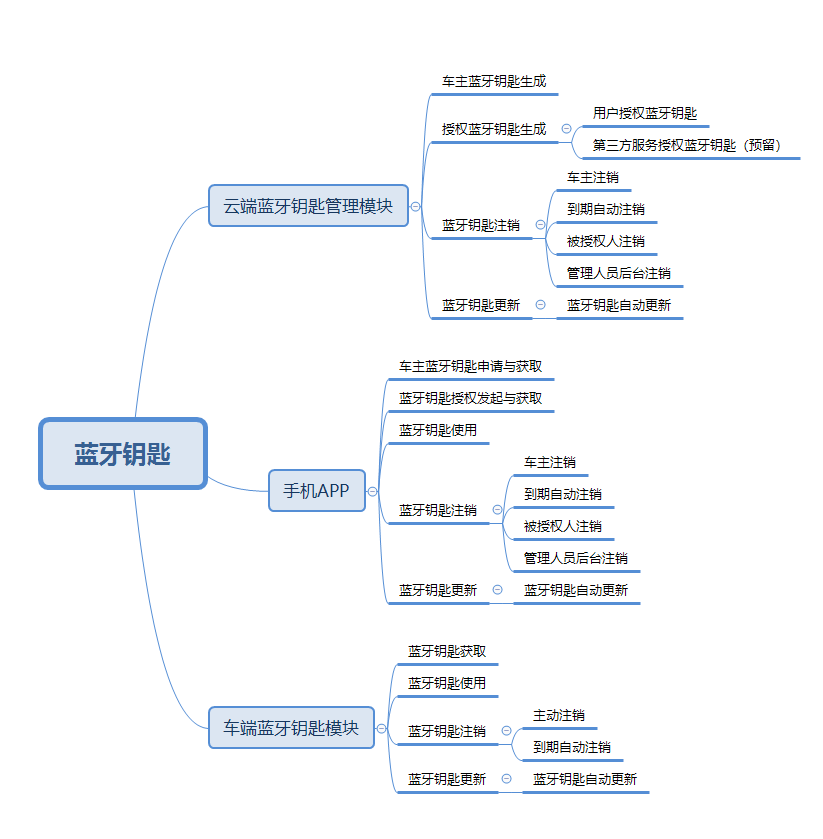 蓝牙钥匙
云端蓝牙钥匙管理模块
车主蓝牙钥匙生成
授权蓝牙钥匙生成
用户授权蓝牙钥匙
第三方服务授权蓝牙钥匙（预留）
蓝牙钥匙注销
车主注销
到期自动注销
被授权人注销
管理人员后台注销
蓝牙钥匙更新
蓝牙钥匙自动更新
手机APP
车主蓝牙钥匙申请与获取
蓝牙钥匙授权发起与获取
蓝牙钥匙使用
蓝牙钥匙注销
车主注销
到期自动注销
被授权人注销
管理人员后台注销
蓝牙钥匙更新
蓝牙钥匙自动更新
车端蓝牙钥匙模块
蓝牙钥匙获取
蓝牙钥匙使用
蓝牙钥匙注销
主动注销
到期自动注销
蓝牙钥匙更新
蓝牙钥匙自动更新